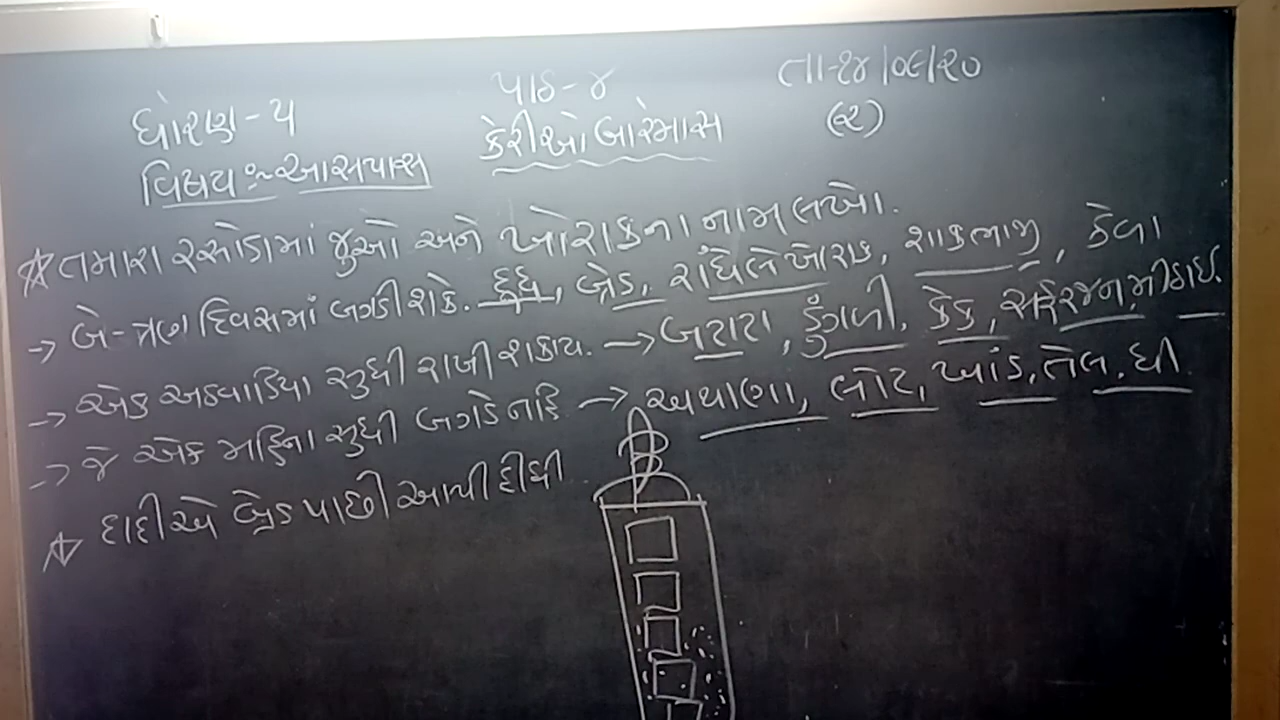 પાઠ-૪
તા-૨૪/૦૯/૨૦
ધોરણ-૫
કેરીઓ બારેમાસ
(૨)
વિષય:- આસપાસ
તમારા રસોડામાં જુઓ અને ખોરાકના નામ લખો.
→ બે-ત્રણ દિવસમાં બગડી શકે. દૂધ, બ્રેડ, રાંધેલ ખોરાક, શાકભાજી, કેળા
→ એક અઠવાડિયા સુધી રાખી શકાય. → બટાટા, ડુંગળી, કેક, સફરજન, મીઠાઈ.
→ જે એક મહિના સુધી બગડે નહિ → અથાણા, લોટ, ખાંડ, તેલ, ઘી
દાદીએ બ્રેડ પાછી આપી દીધી